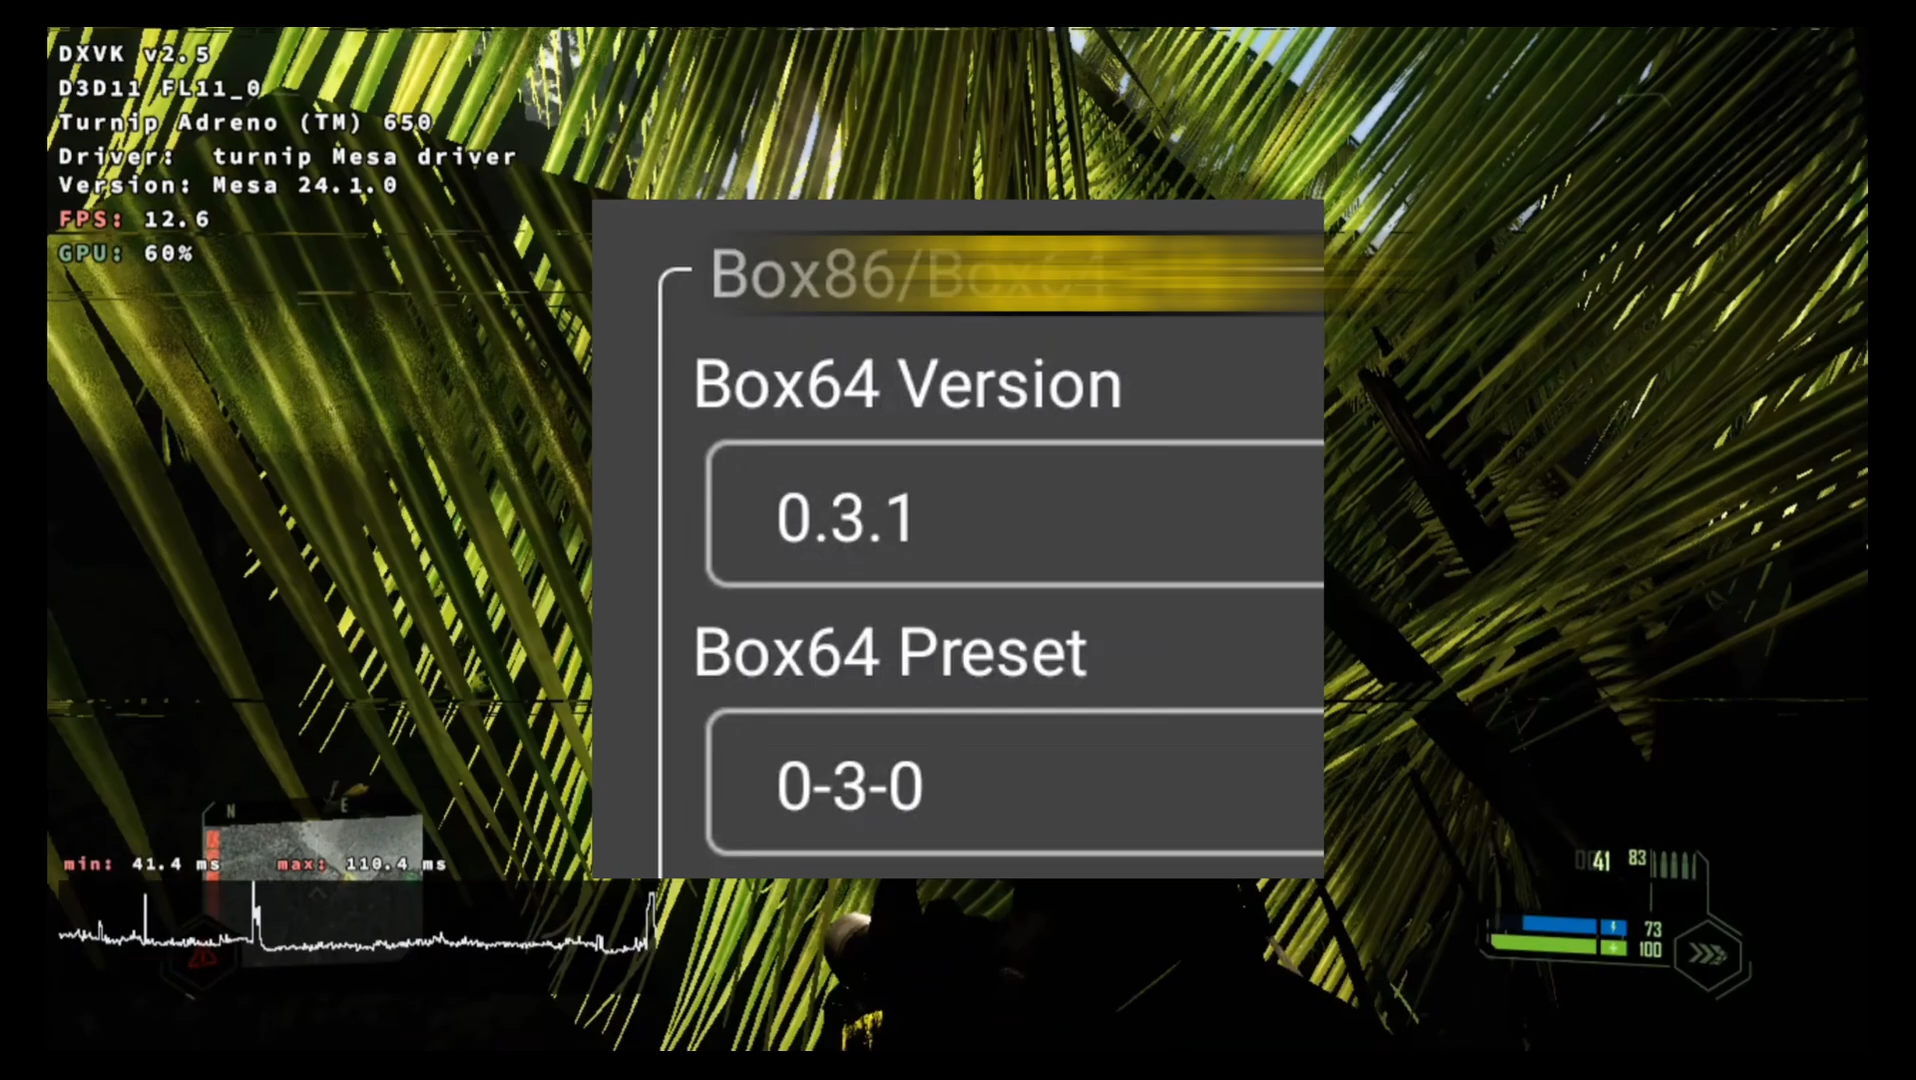 DXVK v2.5
D3D11 FL11_0
Turnip Adreno (TM) 650
Driver: turnip Mesa driver
Version: Mesa 24.1.0
FPS: 12.6
GPU: 60%
Box86/Box64
Box64 Version
0.3.1
Box64 Preset
0-3-0
N
E
min: 41.4 ms max: 110.4 ms
41 83
73
100